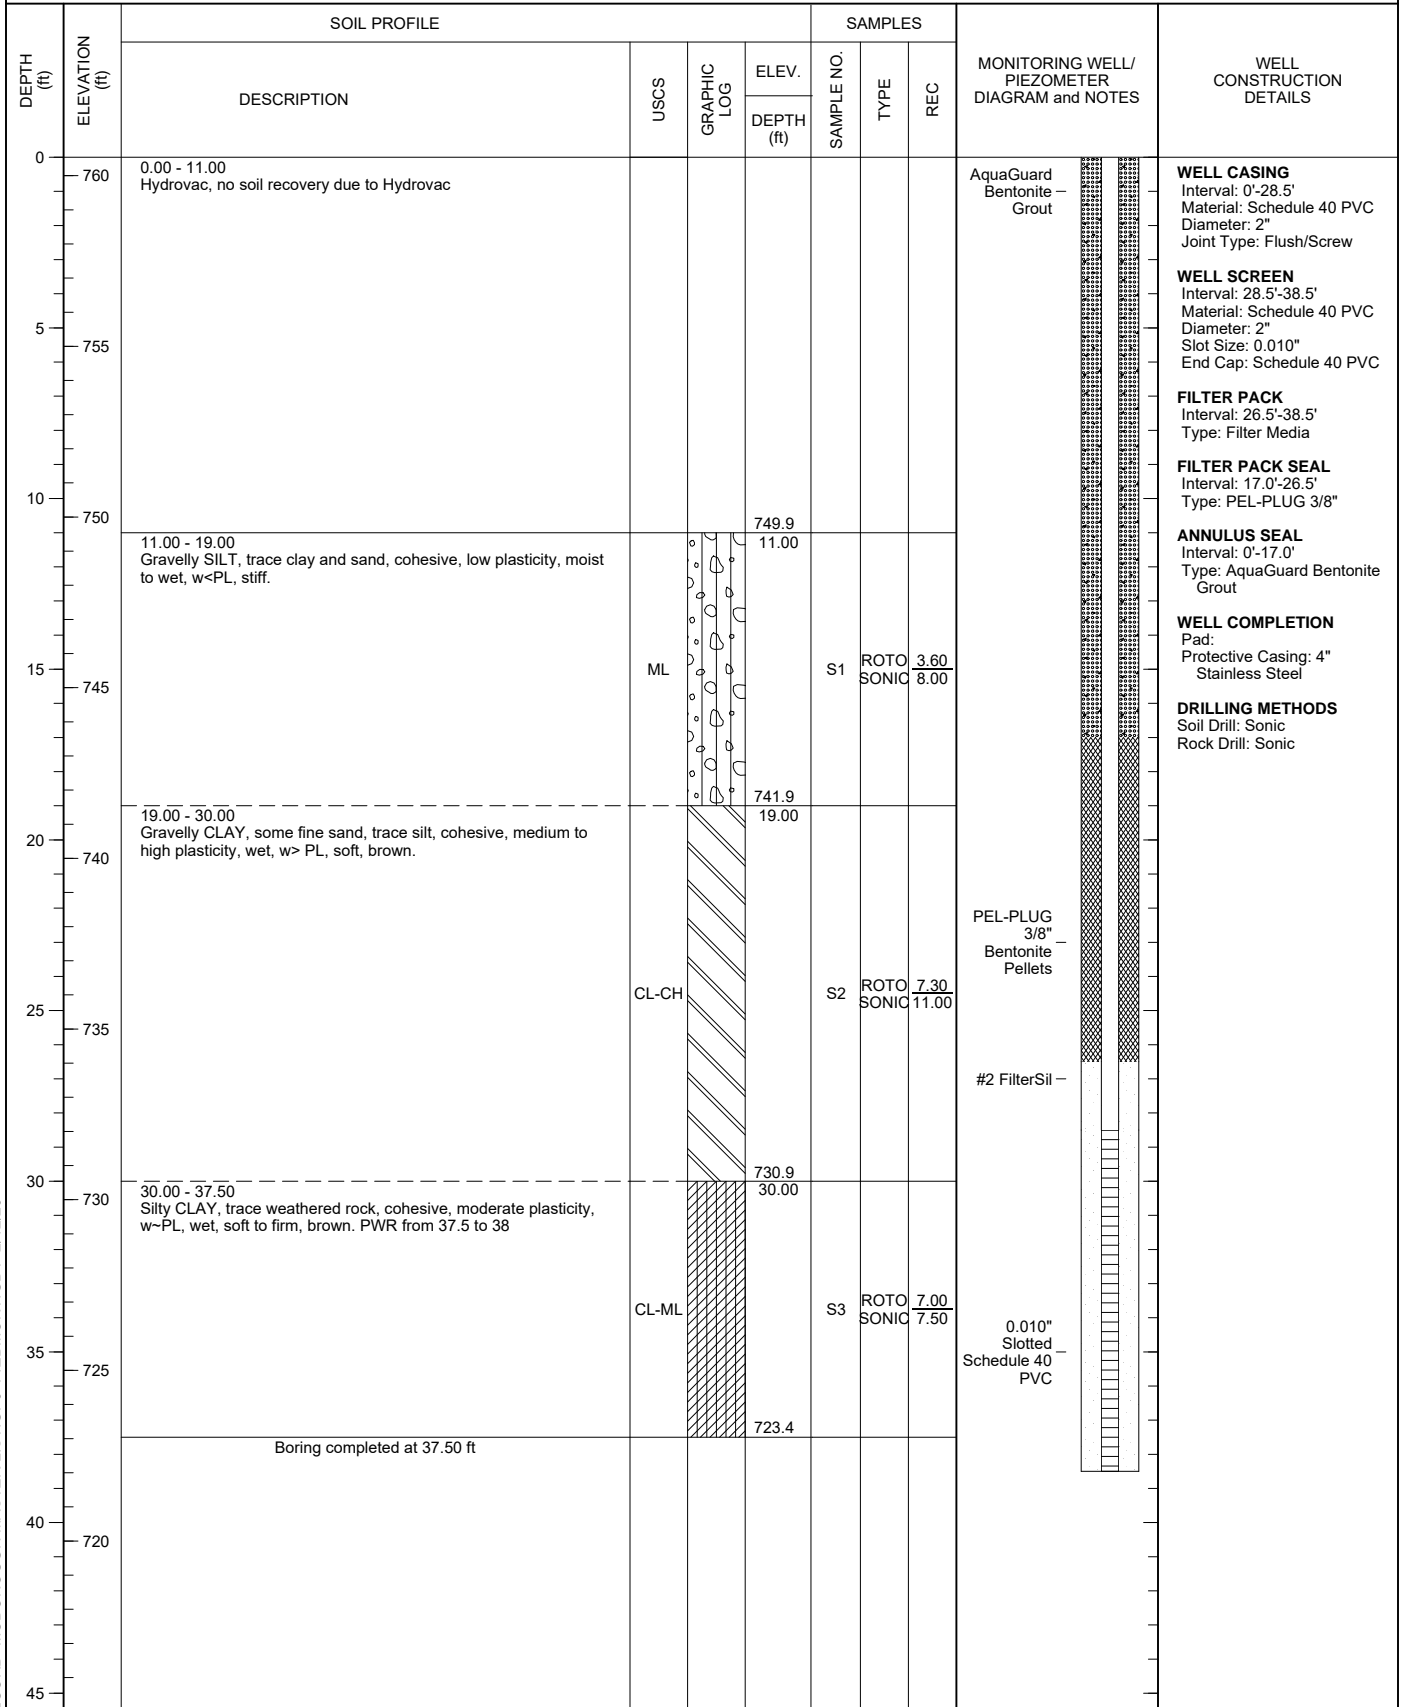 SOIL PROFILE
SAMPLES
DEPTH
(ft)
ELEVATION
(ft)
DESCRIPTION
USCS
GRAPHIC
LOG
ELEV.
DEPTH
(ft)
SAMPLE NO.
TYPE
REC
MONITORING WELL/
PIEZOMETER
DIAGRAM and NOTES
WELL
CONSTRUCTION
DETAILS
0
5
10
15
20
25
30
35
40
45
760
755
750
745
740
735
730
725
720
0.00 - 11.00
Hydrovac, no soil recovery due to Hydrovac
749.9
11.00
11.00 - 19.00
Gravelly SILT, trace clay and sand, cohesive, low plasticity, moist
to wet, w<PL, stiff.
ML
S1
ROTO
SONIC
3.60
8.00
741.9
19.00
19.00 - 30.00
Gravelly CLAY, some fine sand, trace silt, cohesive, medium to
high plasticity, wet, w> PL, soft, brown.
CL-CH
S2
ROTO
SONIC
7.30
11.00
730.9
30.00
30.00 - 37.50
Silty CLAY, trace weathered rock, cohesive, moderate plasticity,
w~PL, wet, soft to firm, brown. PWR from 37.5 to 38
CL-ML
S3
ROTO
SONIC
7.00
7.50
723.4
Boring completed at 37.50 ft
AquaGuard
Bentonite
Grout
PEL-PLUG
3/8"
Bentonite
Pellets
#2 FilterSil
0.010"
Slotted
Schedule 40
PVC
WELL CASING
Interval: 0'-28.5'
Material: Schedule 40 PVC
Diameter: 2"
Joint Type: Flush/Screw
WELL SCREEN
Interval: 28.5'-38.5'
Material: Schedule 40 PVC
Diameter: 2"
Slot Size: 0.010"
End Cap: Schedule 40 PVC
FILTER PACK
Interval: 26.5'-38.5'
Type: Filter Media
FILTER PACK SEAL
Interval: 17.0'-26.5'
Type: PEL-PLUG 3/8"
ANNULUS SEAL
Interval: 0'-17.0'
Type: AquaGuard Bentonite
Grout
WELL COMPLETION
Pad:
Protective Casing: 4"
Stainless Steel
DRILLING METHODS
Soil Drill: Sonic
Rock Drill: Sonic